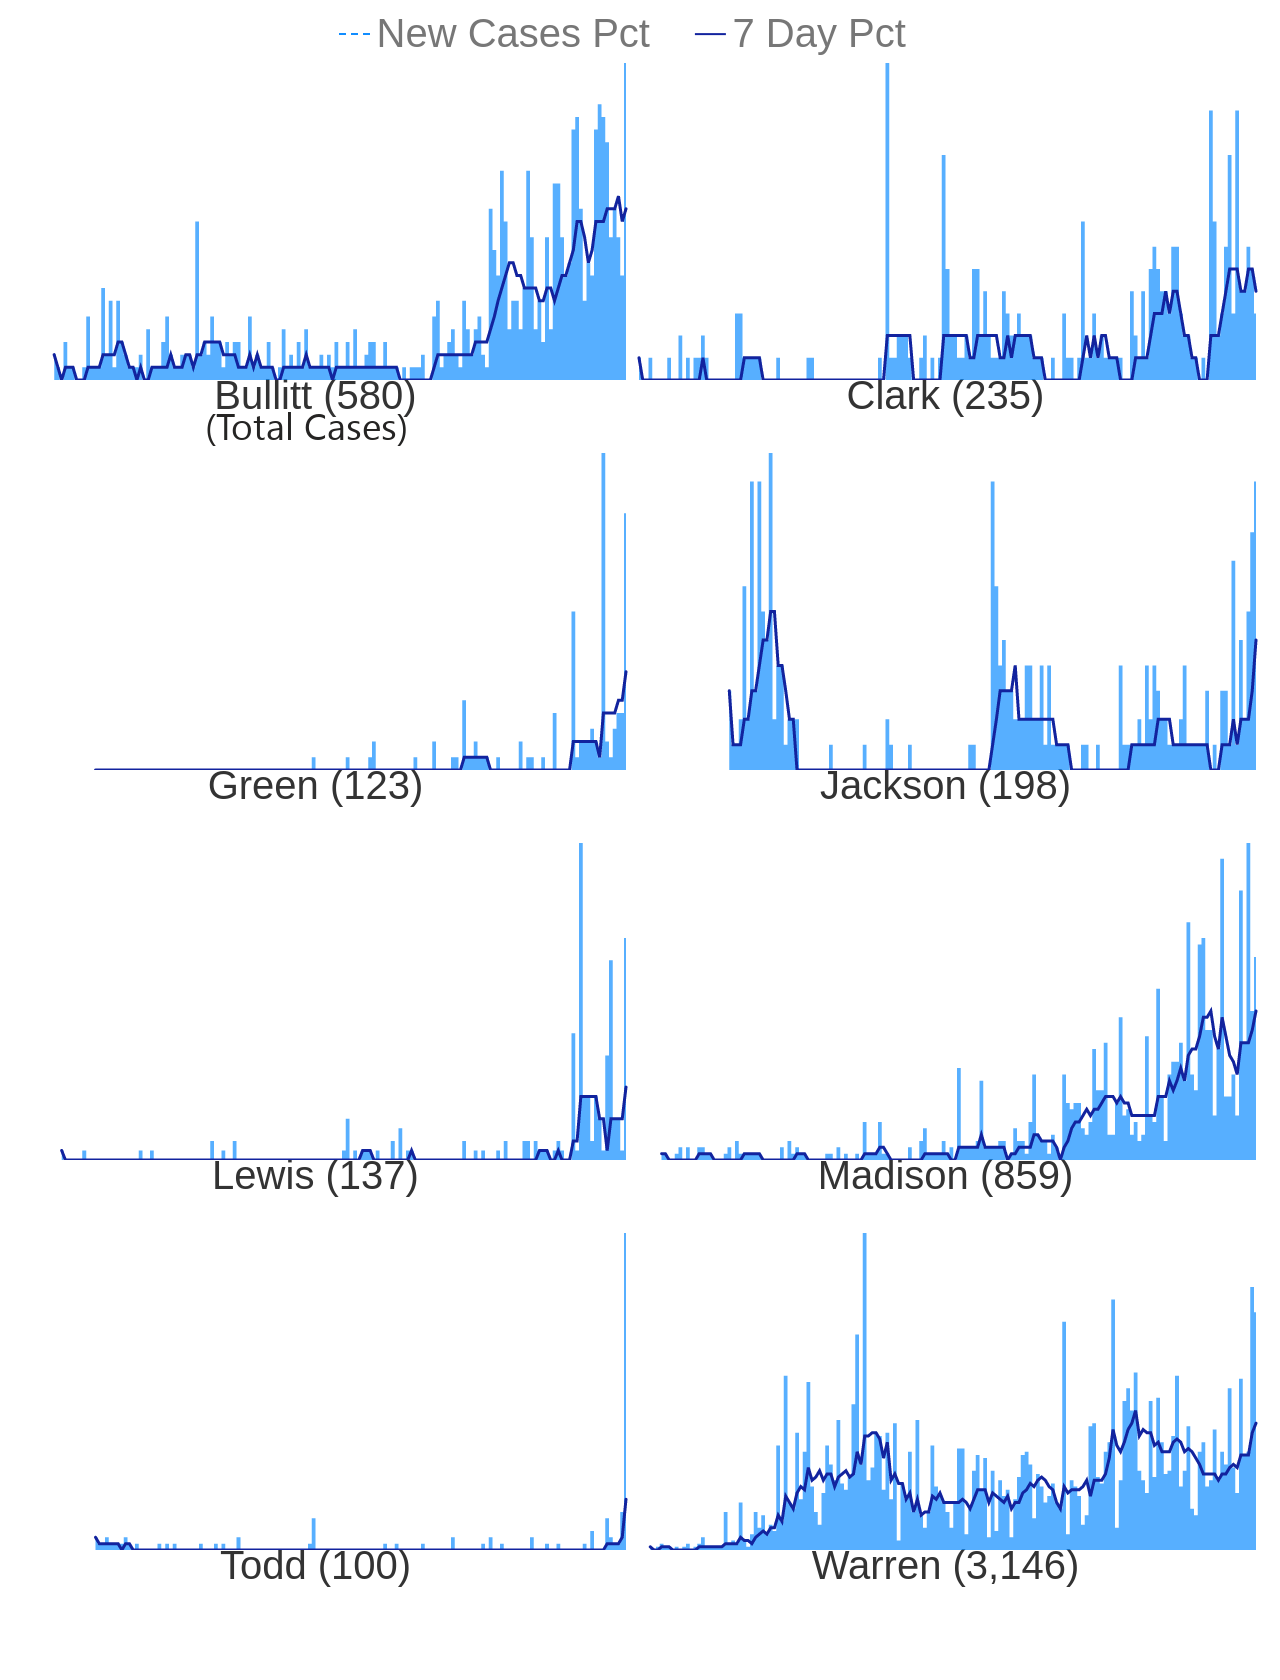 New Cases Pct 7 Day Pct
Bullitt (580) Clark (235)
(Total Cases)
Green (123) Jackson (198)
Lewis (137) Madison (859)
Todd (100) Warren (3,146)